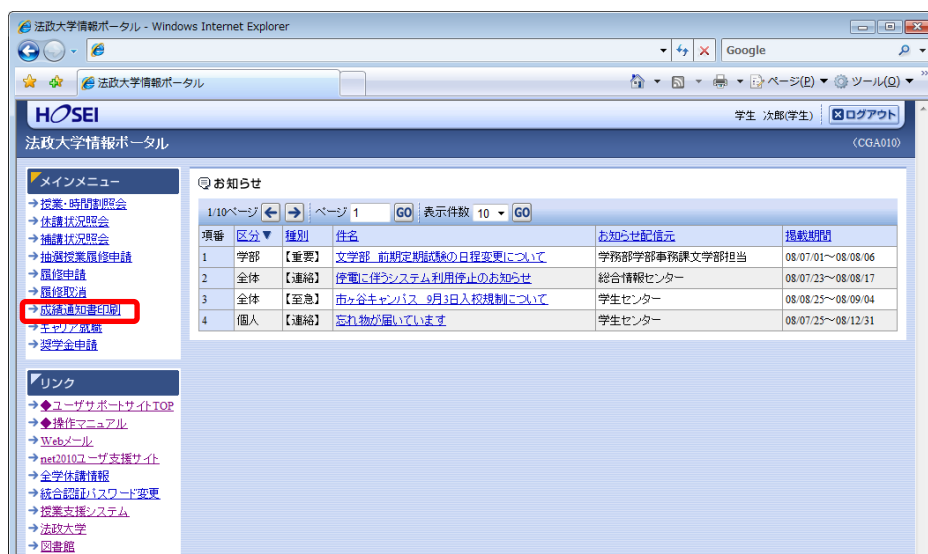 法政大学情報ポータル - Windows Internet Explorer
Google
法政大学情報ポータル
ページ(P) ツール(O)
HOSEI
学生 次郎(学生) ログアウト
法政大学情報ポータル
(CGA010)
メインメニュー
授業・時間割照会
休講状況照会
補講状況照会
抽選授業履修申請
履修申請
履修取消
成績通知書印刷
キャリア就職
奨学金申請
リンク
◆ユーザサポートサイトTOP
◆操作マニュアル
Webメール
net2010ユーザ支援サイト
全学休講情報
統合認証パスワード変更
授業支援システム
法政大学
図書館
お知らせ
1/10ページ ページ 1 GO 表示件数 10 GO
項番 区分▼ 種別 件名 お知らせ配信元 掲載期間
1 学部 【重要】 文学部 前期定期試験の日程変更について 学務部学部事務課文学部担当 08/07/01～08/08/06
2 全体 【連絡】 停電に伴うシステム利用停止のお知らせ 総合情報センター 08/07/23～08/08/17
3 全体 【至急】 市ヶ谷キャンパス 9月3日入校規制について 学生センター 08/08/25～08/09/04
4 個人 【連絡】 忘れ物が届いています 学生センター 08/07/25～08/12/31